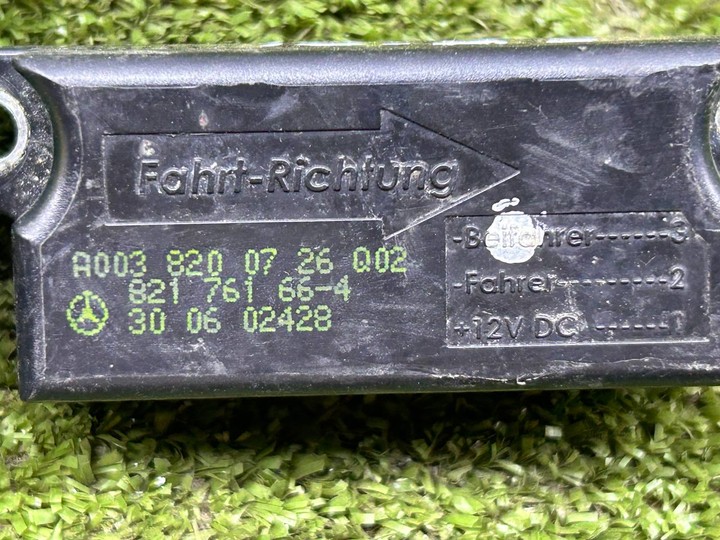 Fahrt-Richtung
A003 820 07 26 Q02
821 761 66-4
30 06 02428
-Beifahrer------3
-Fahrer--------2
+12V DC ------1